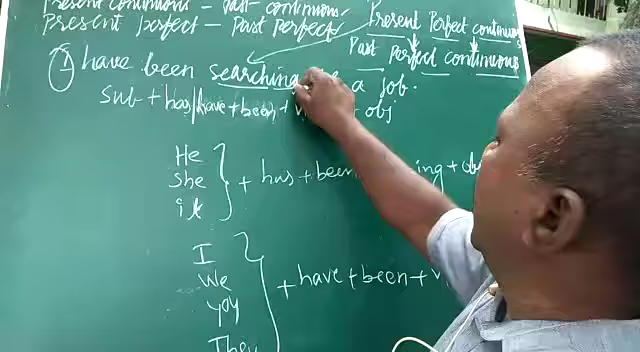 Present continuous - Past continuous
Present perfect - Past Perfect
Present Perfect continuous
Past Perfect continuous
I have been searching a job.
sub + has/have + been + obj
He
She
it
+ has + been ing +
I
We
you
They
+ have + been +